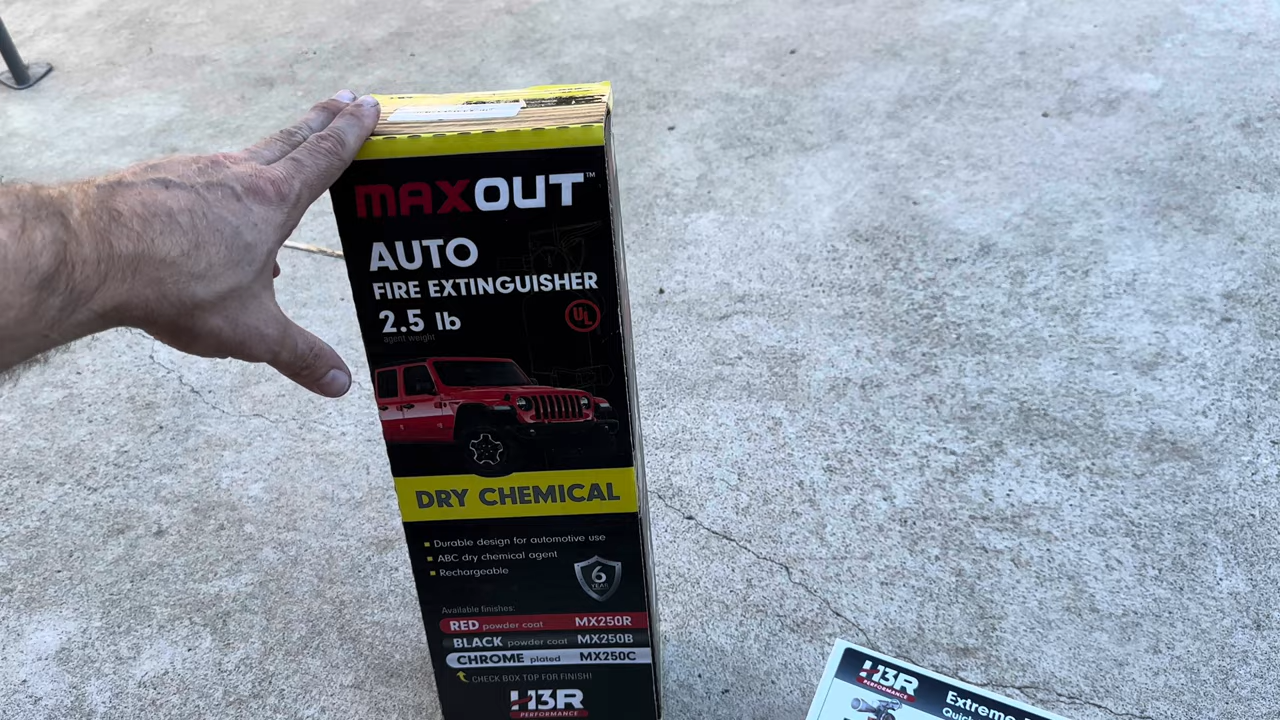 MAXOUT™
AUTO
FIRE EXTINGUISHER
2.5 lb
agent weight
UL
DRY CHEMICAL
Durable design for automotive use
ABC dry chemical agent
Rechargeable
6
YEAR
Available finishes:
RED powder coat MX250R
BLACK powder coat MX250B
CHROME plated MX250C
CHECK BOX TOP FOR FINISH!
H3R
PERFORMANCE
H3R
PERFORMANCE
Extreme
Quick